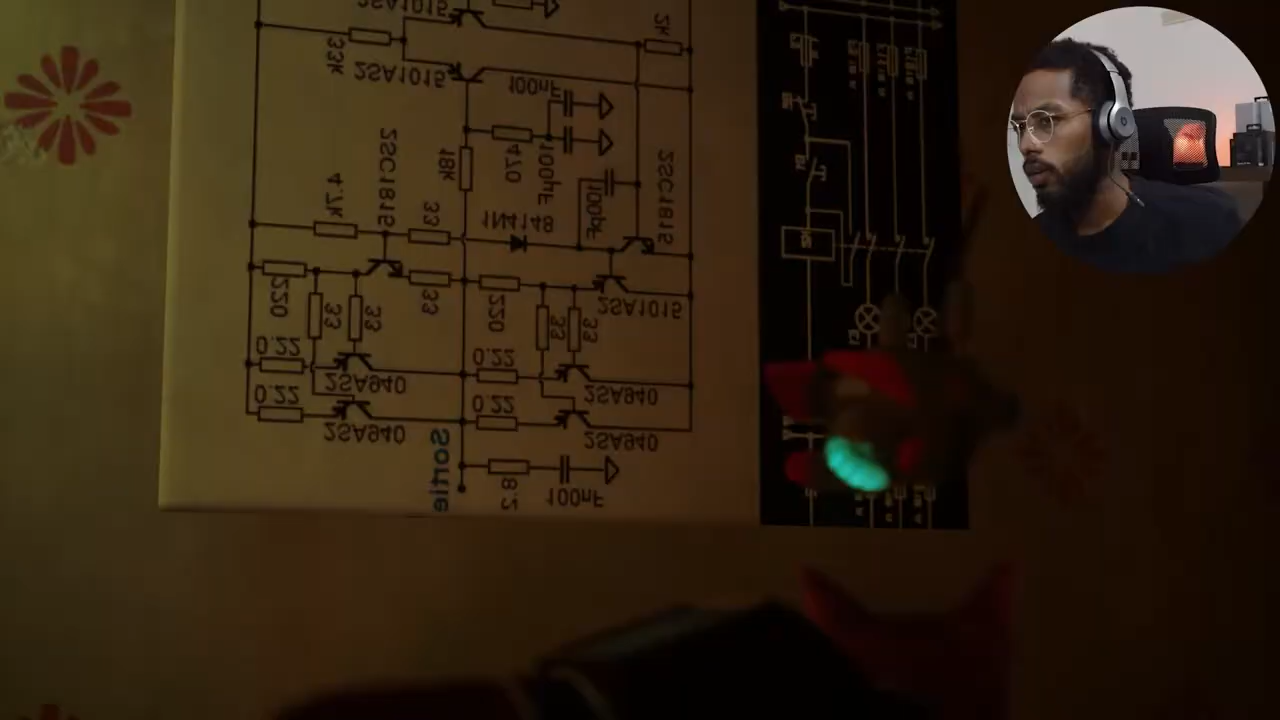 2SA1015
2k
33k
2SA1015
100nF
2SC1815
18k
470
100µF
100pF
2SC1815
4.7k
33
1N4148
220
33
33
33
220
33
33
2SA1015
0.22
2SA940
0.22
2SA940
0.22
2SA940
0.22
2SA940
Sortie
8.2
100nF